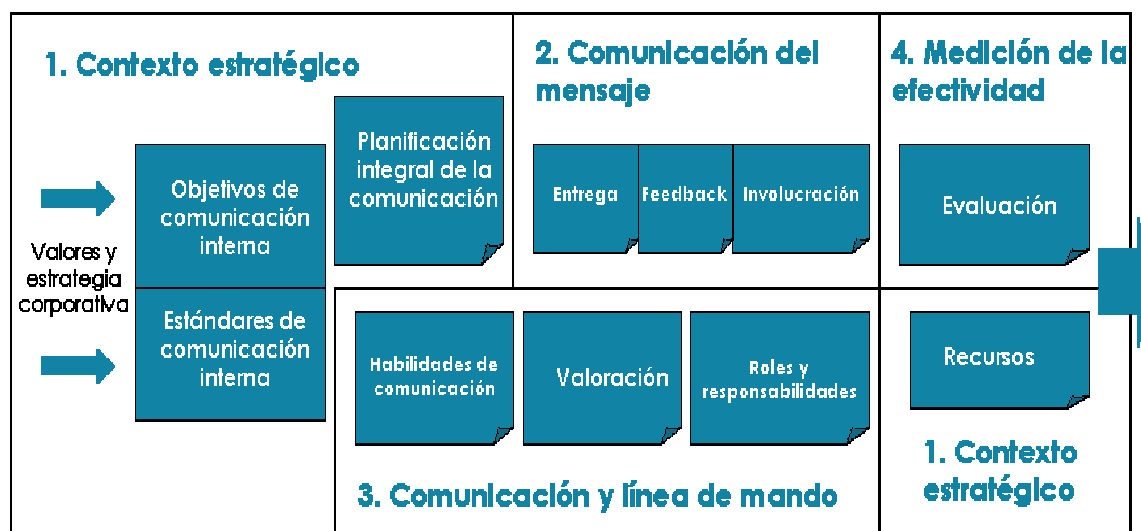 1. Contexto estratégico
Valores y
estrategia
corporativa
Objetivos de
comunicación
interna
Estándares de
comunicación
interna
Planificación
integral de la
comunicación
2. Comunicación del
mensaje
Entrega
Feedback
Involucración
4. Medición de la
efectividad
Evaluación
Habilidades de
comunicación
Valoración
Roles y
responsabilidades
3. Comunicación y línea de mando
Recursos
1. Contexto
estratégico